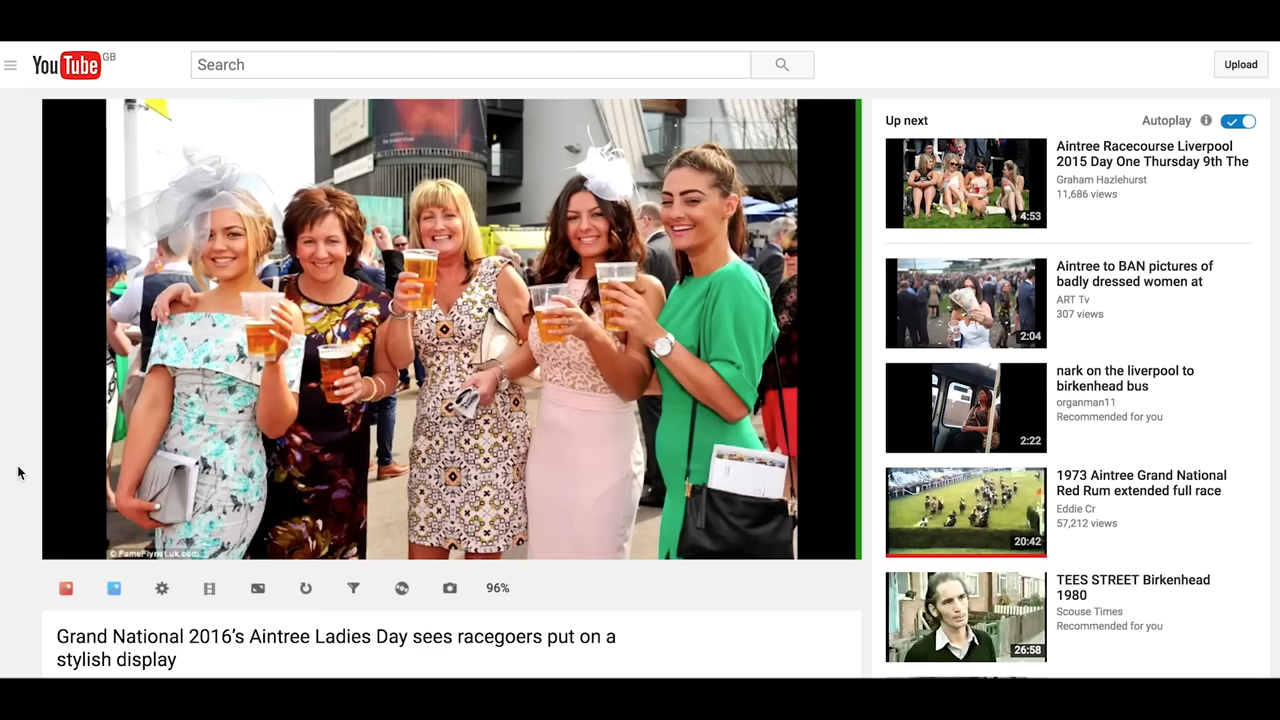 YouTube GB
Search
Upload
© FameFlynet.uk.com
96%
Grand National 2016's Aintree Ladies Day sees racegoers put on a
stylish display
Up next
Autoplay
4:53
Aintree Racecourse Liverpool
2015 Day One Thursday 9th The
Graham Hazlehurst
11,686 views
2:04
Aintree to BAN pictures of
badly dressed women at
ART Tv
307 views
2:22
nark on the liverpool to
birkenhead bus
organman11
Recommended for you
20:42
1973 Aintree Grand National
Red Rum extended full race
Eddie Cr
57,212 views
26:58
TEES STREET Birkenhead
1980
Scouse Times
Recommended for you